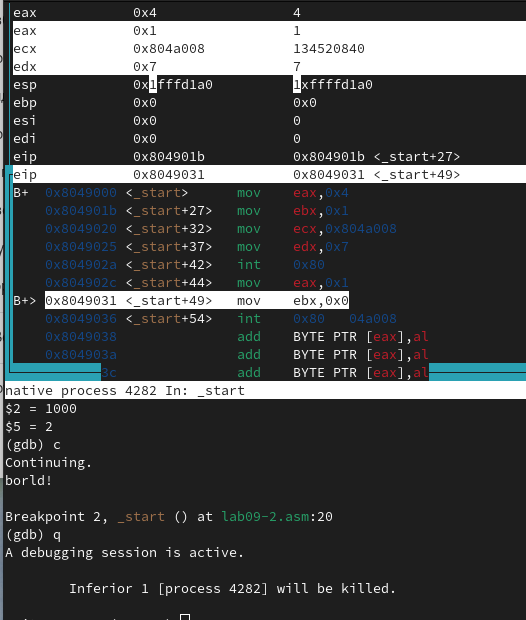 eax 0x4 4
eax 0x1 1
ecx 0x804a008 134520840
edx 0x7 7
esp 0x1fffd1a0 1xffffd1a0
ebp 0x0 0x0
esi 0x0 0
edi 0x0 0
eip 0x804901b 0x804901b <_start+27>
eip 0x8049031 0x8049031 <_start+49>
B+ 0x8049000 <_start> mov eax,0x4
0x804901b <_start+27> mov ebx,0x1
0x8049020 <_start+32> mov ecx,0x804a008
0x8049025 <_start+37> mov edx,0x7
0x804902a <_start+42> int 0x80
0x804902c <_start+44> mov eax,0x1
B+> 0x8049031 <_start+49> mov ebx,0x0
0x8049036 <_start+54> int 0x80 04a008
0x8049038 add BYTE PTR [eax],al
0x804903a add BYTE PTR [eax],al
3c add BYTE PTR [eax],al
native process 4282 In: _start
$2 = 1000
$5 = 2
(gdb) c
Continuing.
borld!
Breakpoint 2, _start () at lab09-2.asm:20
(gdb) q
A debugging session is active.
Inferior 1 [process 4282] will be killed.